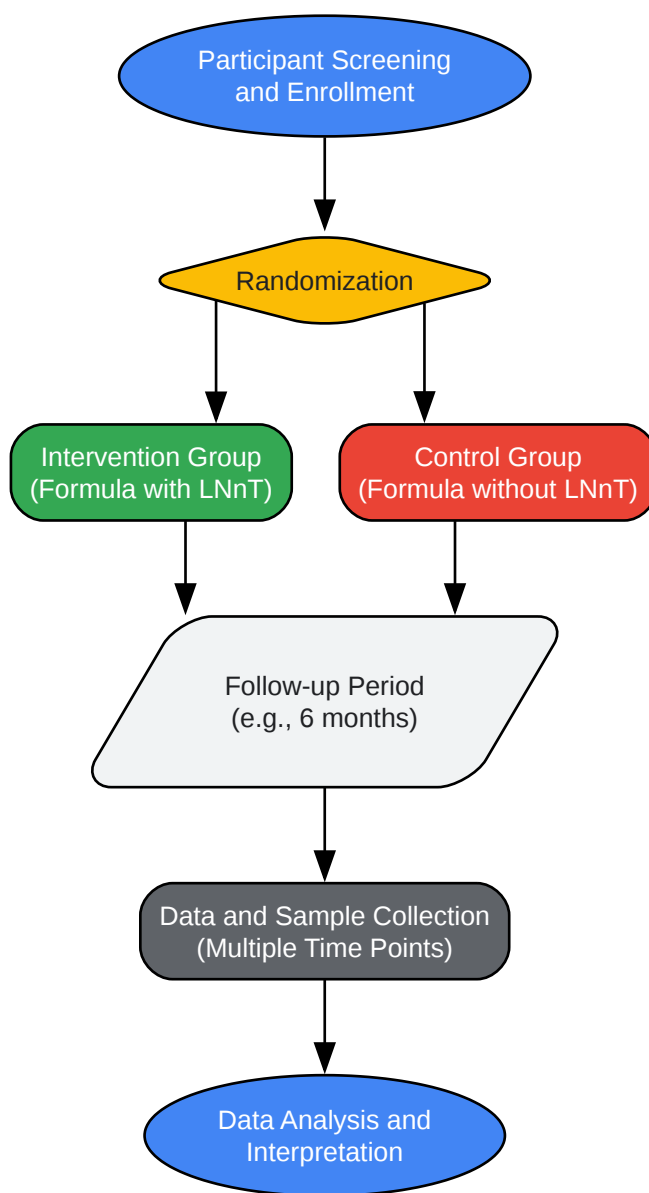 Participant Screening
and Enrollment
Randomization
Intervention Group
(Formula with LNnT)
Control Group
(Formula without LNnT)
Follow-up Period
(e.g., 6 months)
Data and Sample Collection
(Multiple Time Points)
Data Analysis and
Interpretation